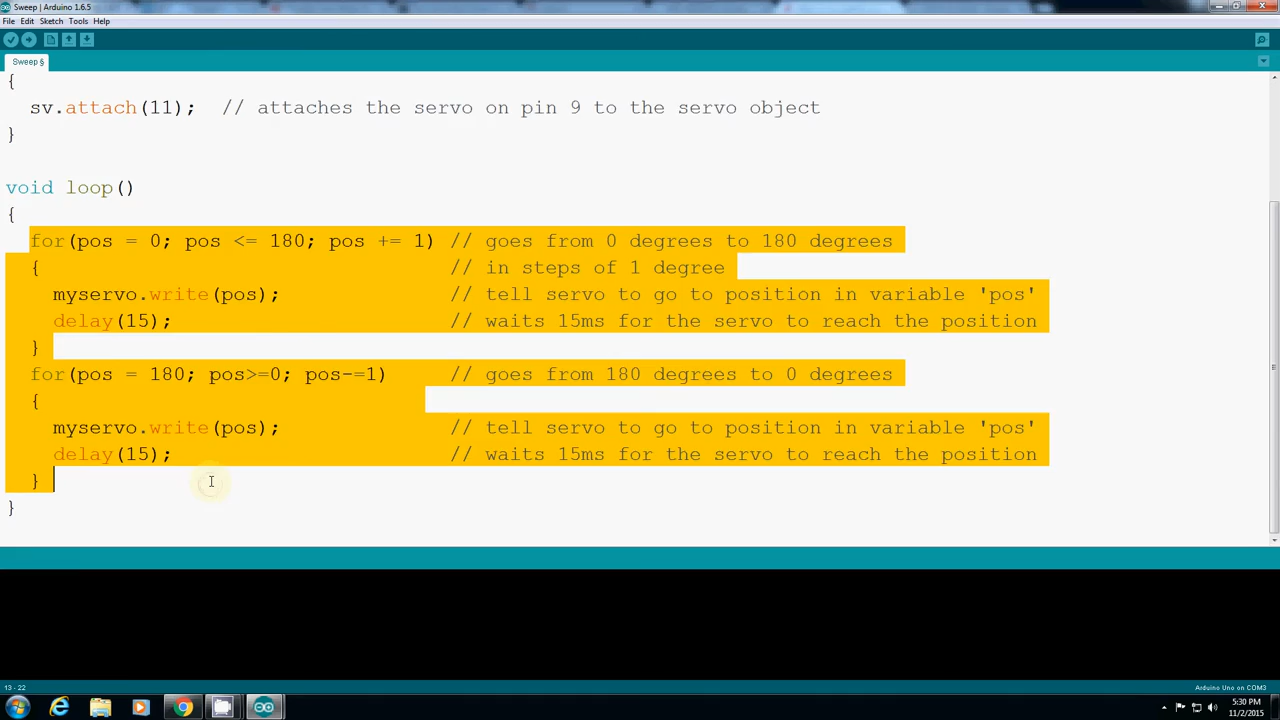 Sweep | Arduino 1.6.5
File Edit Sketch Tools Help
Sweep §
{
sv.attach(11); // attaches the servo on pin 9 to the servo object
}
void loop()
{
for(pos = 0; pos <= 180; pos += 1) // goes from 0 degrees to 180 degrees
{ // in steps of 1 degree
myservo.write(pos); // tell servo to go to position in variable 'pos'
delay(15); // waits 15ms for the servo to reach the position
}
for(pos = 180; pos>=0; pos-=1) // goes from 180 degrees to 0 degrees
{
myservo.write(pos); // tell servo to go to position in variable 'pos'
delay(15); // waits 15ms for the servo to reach the position
}
}
13 - 22 Arduino Uno on COM3
5:30 PM
11/2/2015